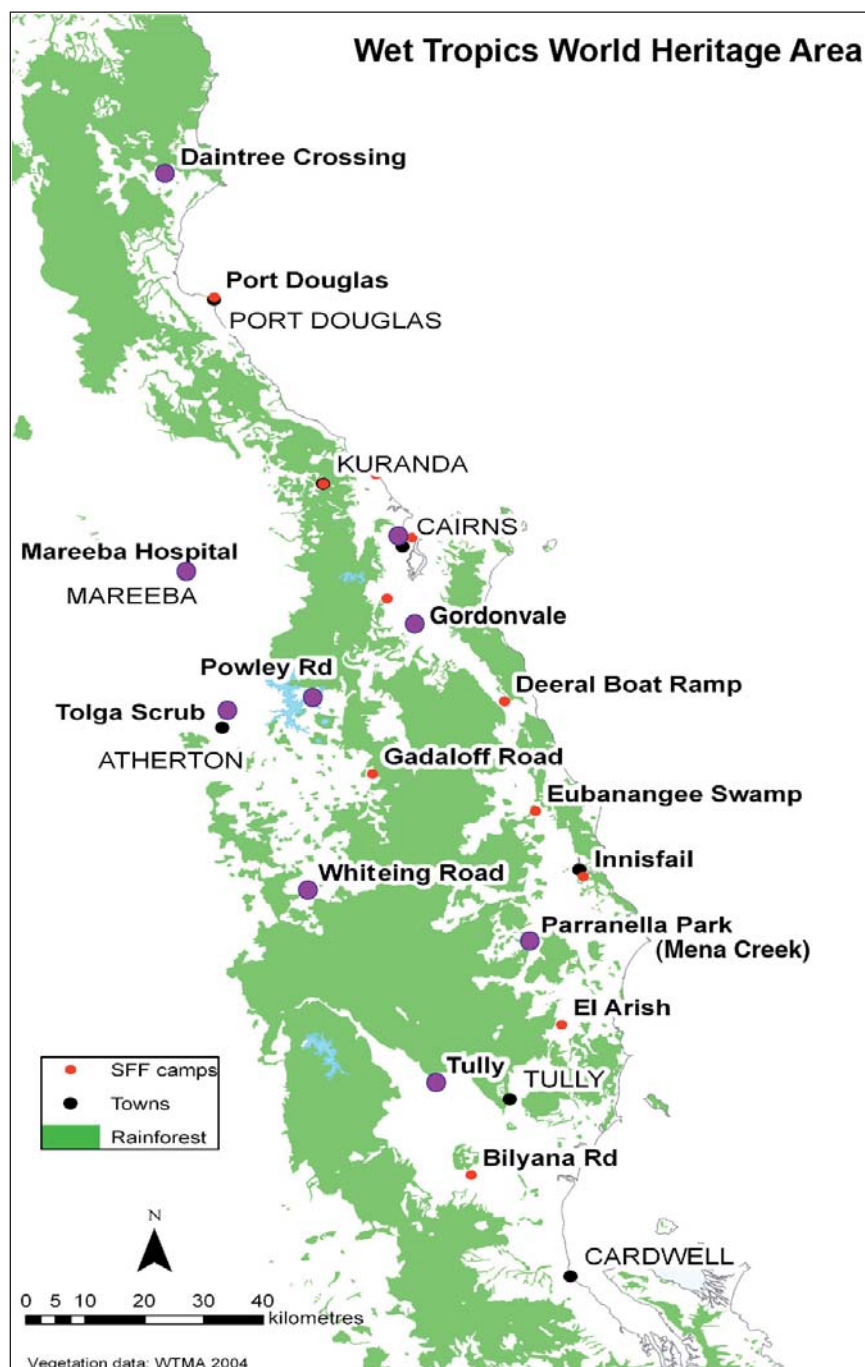 Wet Tropics World Heritage Area
Daintree Crossing
Port Douglas
PORT DOUGLAS
KURANDA
CAIRNS
Mareeba Hospital
MAREEBA
Gordonvale
Powley Rd
Deeral Boat Ramp
Tolga Scrub
ATHERTON
Gadaloff Road
Eubanangee Swamp
Innisfail
Whiteing Road
Parranella Park
(Mena Creek)
El Arish
SFF camps
Towns
Rainforest
Tully
TULLY
Bilyana Rd
N
CARDWELL
0 5 10 20 30 40
kilometres
Vegetation data: WTMA 2004